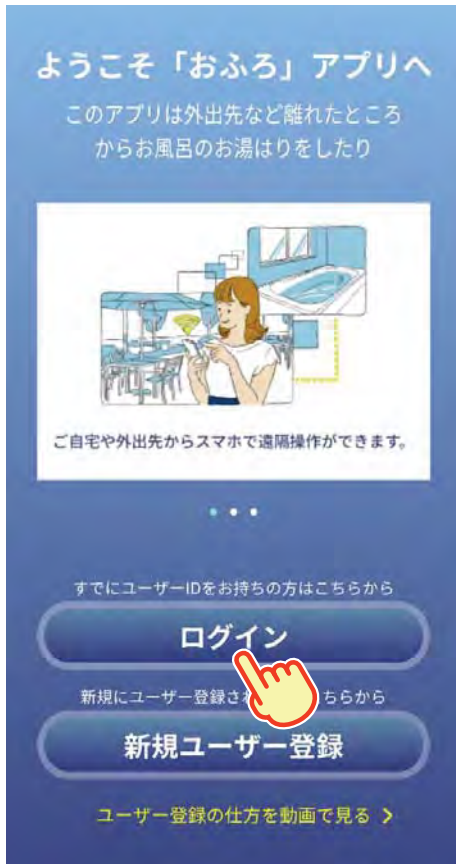 ようこそ「おふろ」アプリへ
このアプリは外出先など離れたところ
からお風呂のお湯はりをしたり
ご自宅や外出先からスマホで遠隔操作ができます。
すでにユーザーIDをお持ちの方はこちらから
ログイン
新規にユーザー登録さ ちらから
新規ユーザー登録
ユーザー登録の仕方を動画で見る >